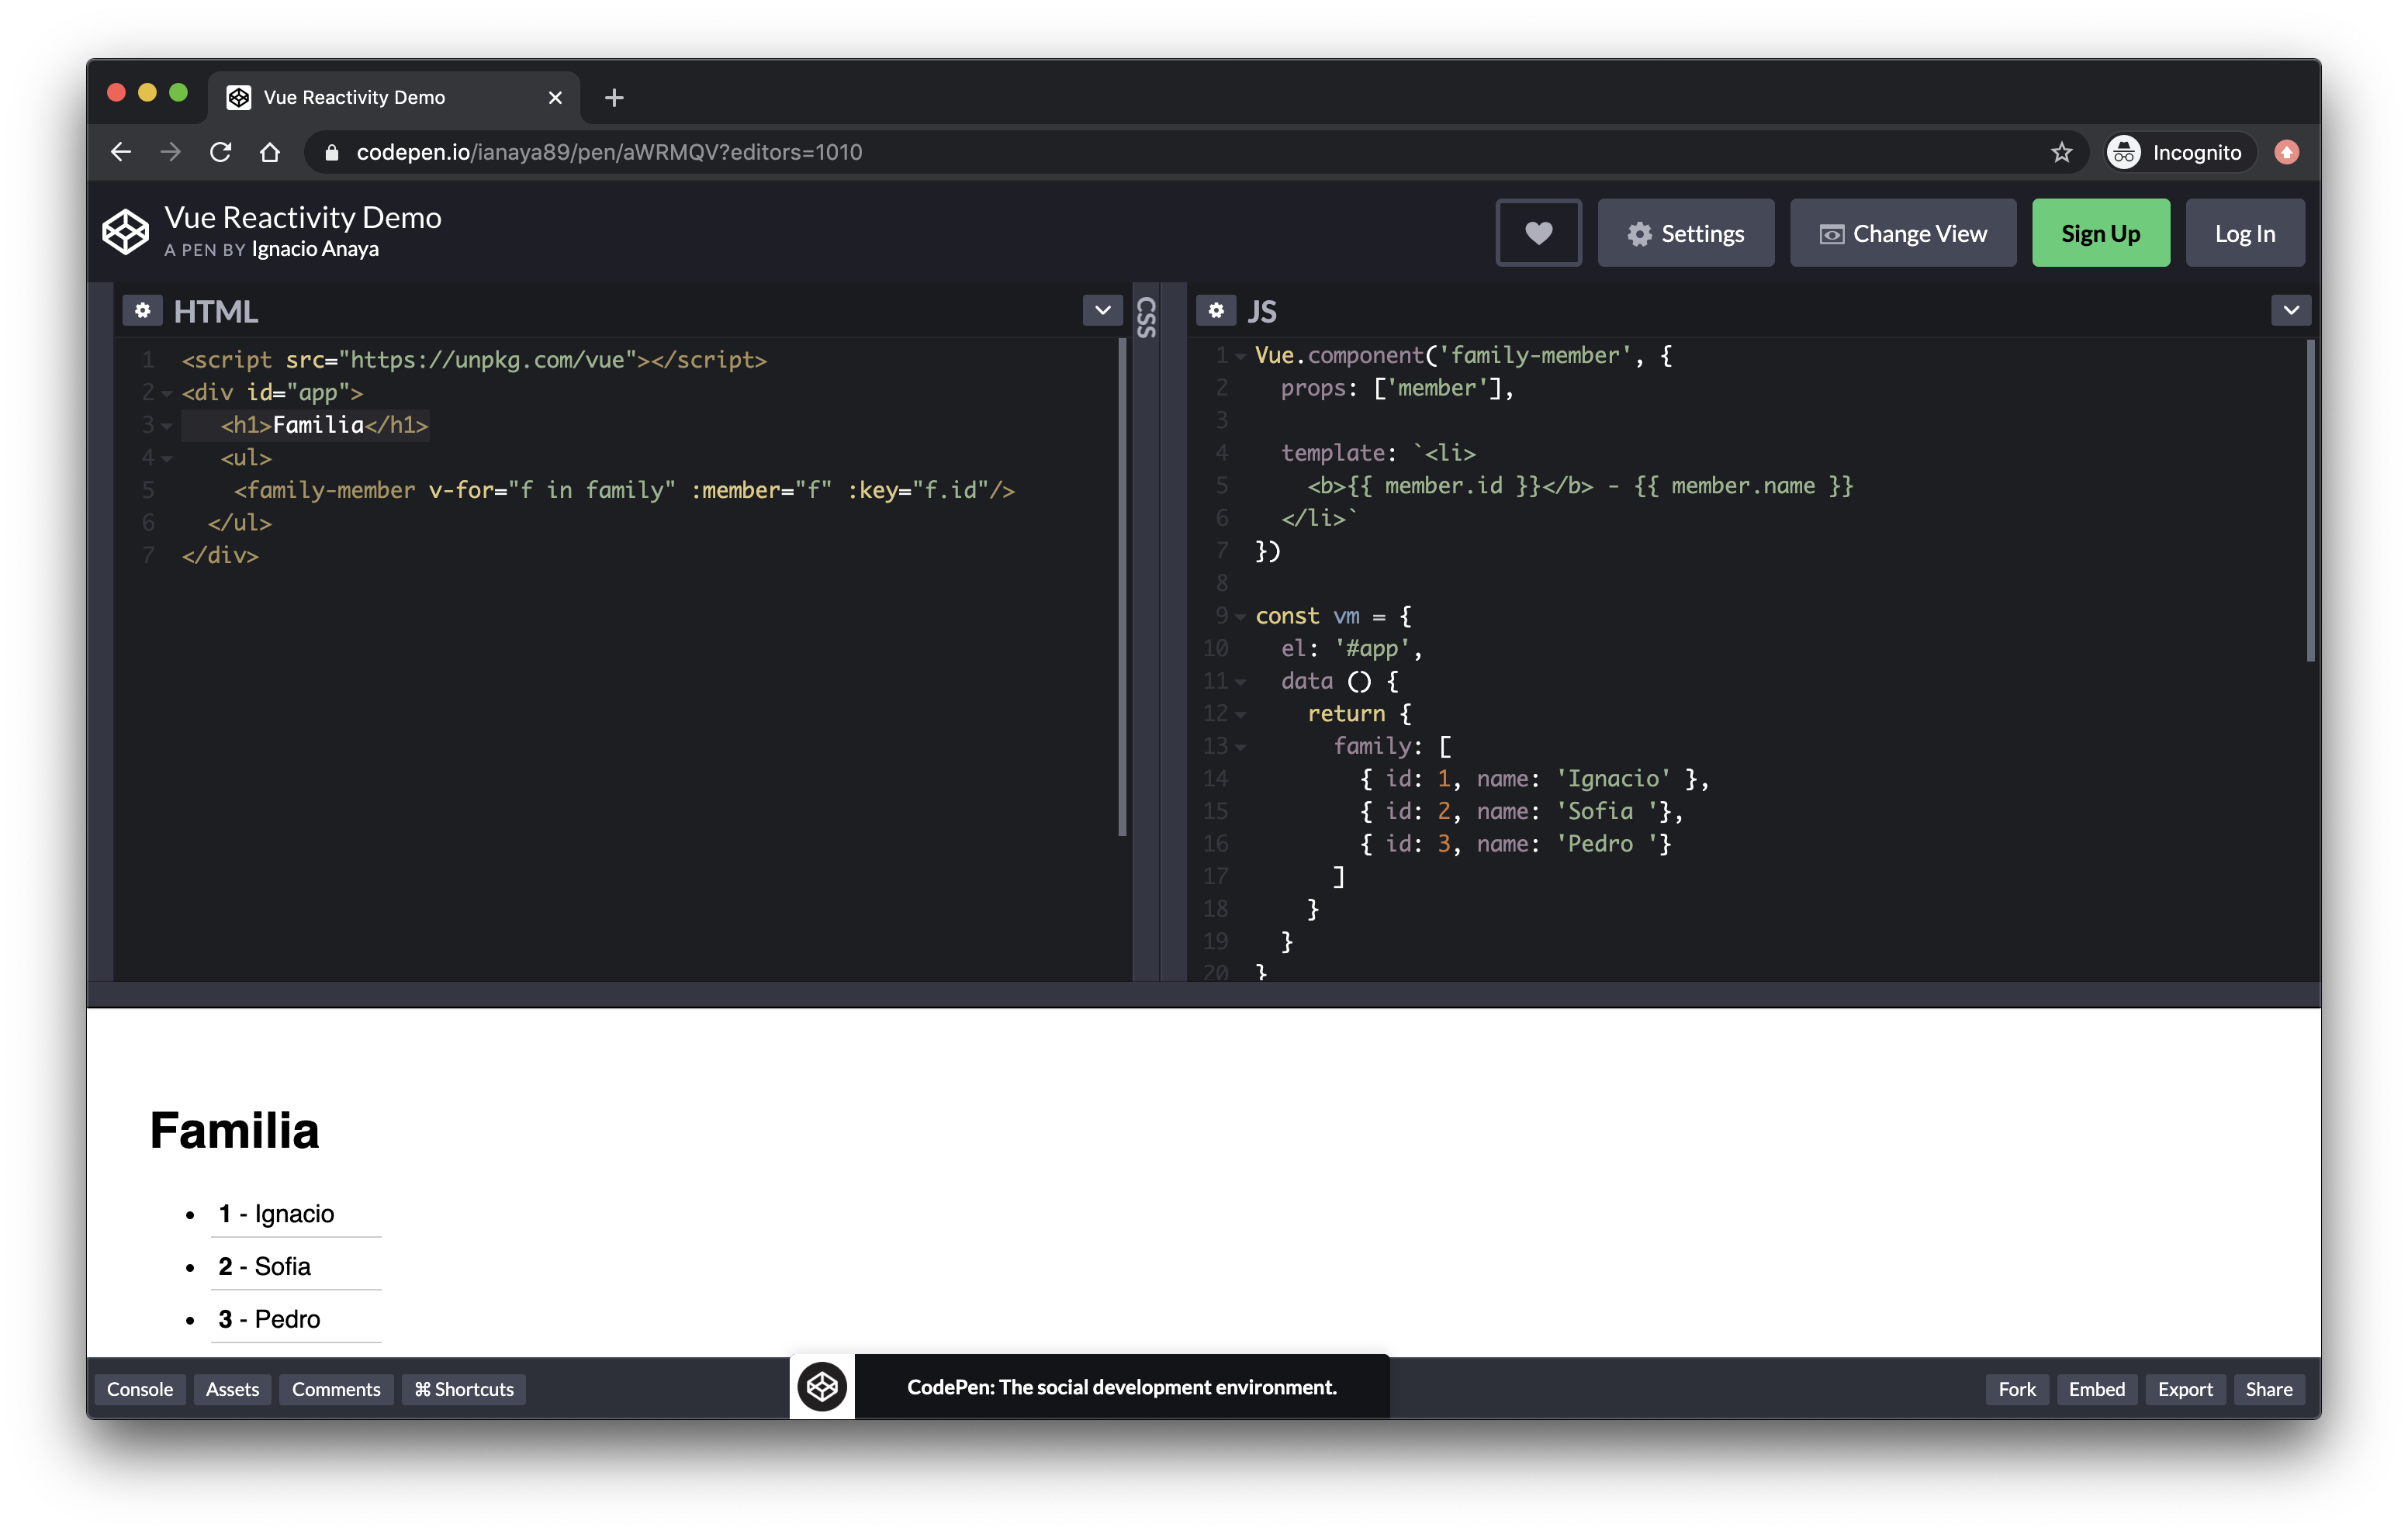 Vue Reactivity Demo
codepen.io/ianaya89/pen/aWRMQV?editors=1010
Incognito
Vue Reactivity Demo
A PEN BY Ignacio Anaya
Settings
Change View
Sign Up
Log In
HTML
1 <script src="https://unpkg.com/vue"></script>
2 <div id="app">
3 <h1>Familia</h1>
4 <ul>
5 <family-member v-for="f in family" :member="f" :key="f.id"/>
6 </ul>
7 </div>
CSS
JS
1 Vue.component('family-member', {
2 props: ['member'],
3
4 template: `<li>
5 <b>{{ member.id }}</b> - {{ member.name }}
6 </li>`
7 })
8
9 const vm = {
10 el: '#app',
11 data () {
12 return {
13 family: [
14 { id: 1, name: 'Ignacio' },
15 { id: 2, name: 'Sofia '},
16 { id: 3, name: 'Pedro '}
17 ]
18 }
19 }
20 }
Familia
• 1 - Ignacio
• 2 - Sofia
• 3 - Pedro
Console
Assets
Comments
⌘ Shortcuts
CodePen: The social development environment.
Fork
Embed
Export
Share